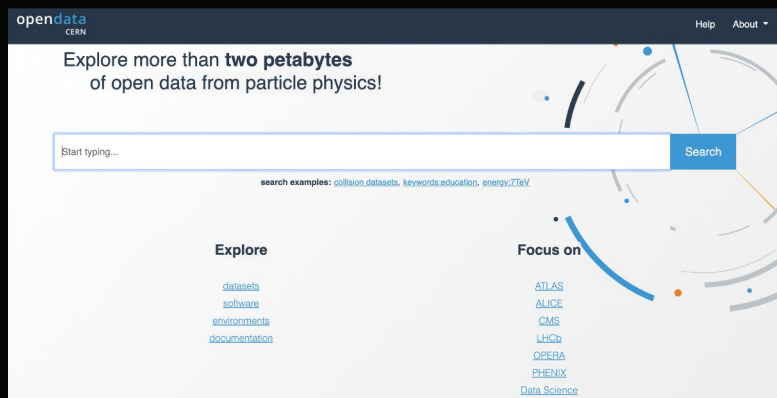 opendata
CERN
Help About
Explore more than two petabytes
of open data from particle physics!
Start typing...
Search
search examples: collision datasets, keywords:education, energy:7TeV
Explore
datasets
software
environments
documentation
Focus on
ATLAS
ALICE
CMS
LHCb
OPERA
PHENIX
Data Science